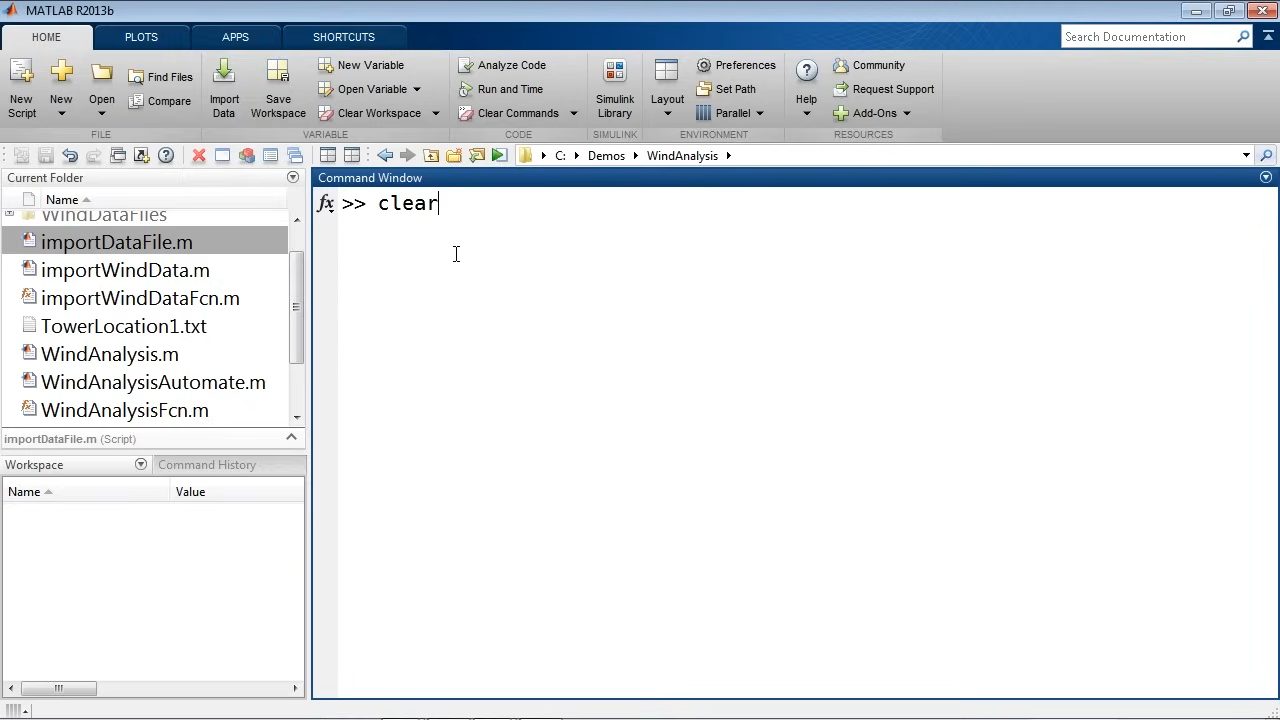 MATLAB R2013b
HOME PLOTS APPS SHORTCUTS Search Documentation
New Script
New
Open
Find Files
Compare
FILE
Import Data
Save Workspace
New Variable
Open Variable
Clear Workspace
VARIABLE
Analyze Code
Run and Time
Clear Commands
CODE
Simulink Library
SIMULINK
Layout
Preferences
Set Path
Parallel
ENVIRONMENT
Help
Community
Request Support
Add-Ons
RESOURCES
C: Demos WindAnalysis
Current Folder
Name
WindDataFiles
importDataFile.m
importWindData.m
importWindDataFcn.m
TowerLocation1.txt
WindAnalysis.m
WindAnalysisAutomate.m
WindAnalysisFcn.m
importDataFile.m (Script)
Workspace Command History
Name Value
Command Window
fx >> clear